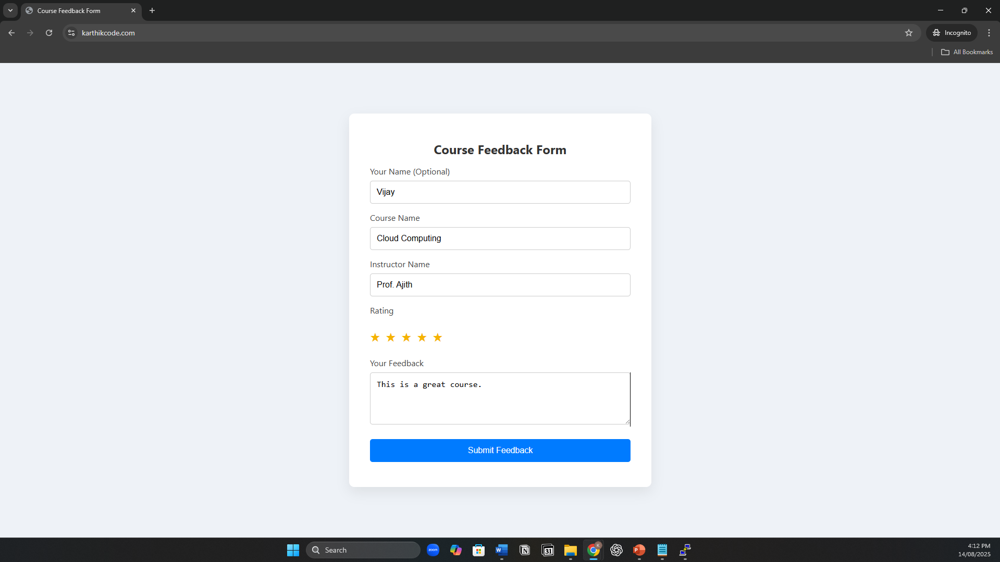 Course Feedback Form
karthikcode.com
Incognito
All Bookmarks
Course Feedback Form
Your Name (Optional)
Vijay
Course Name
Cloud Computing
Instructor Name
Prof. Ajith
Rating
★ ★ ★ ★ ★
Your Feedback
This is a great course.
Submit Feedback
Search
zoom
W
N
31
K
P
4:12 PM
14/08/2025